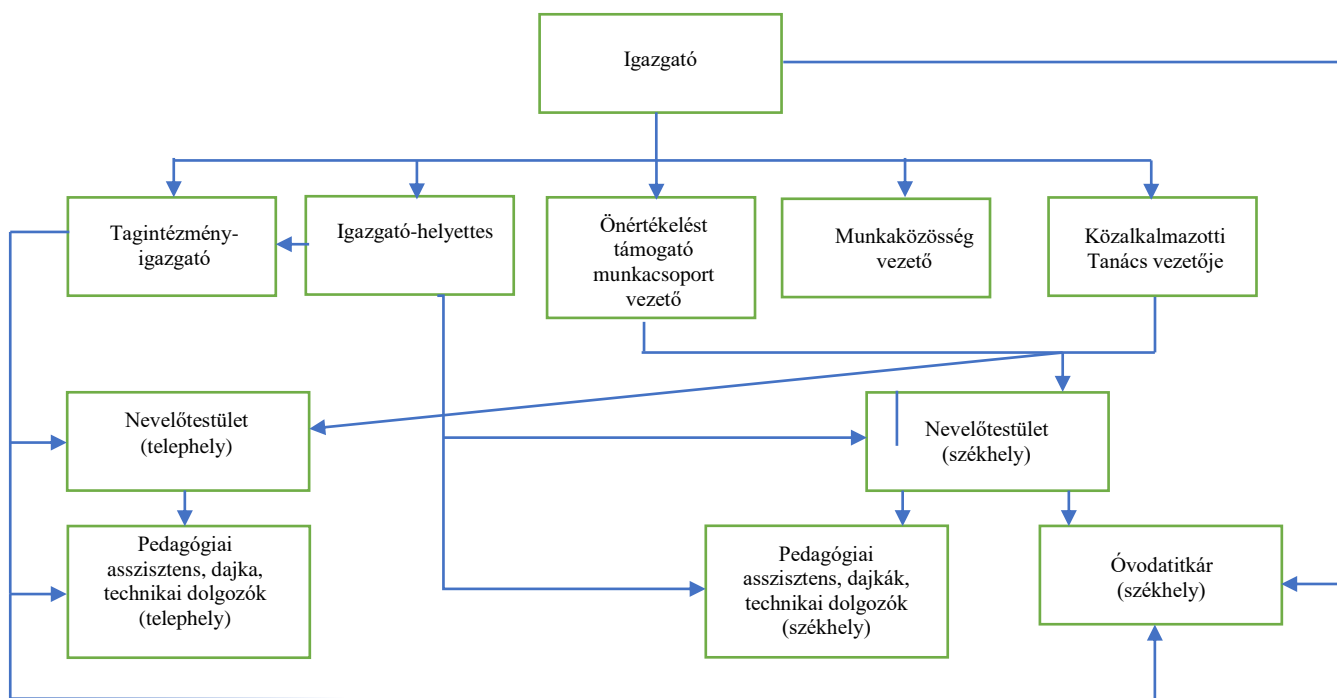 Igazgató
Tagintézmény-
igazgató
Igazgató-helyettes
Önértékelést
támogató
munkacsoport
vezető
Munkaközösség
vezető
Közalkalmazotti
Tanács vezetője
Nevelőtestület
(telephely)
Nevelőtestület
(székhely)
Pedagógiai
asszisztens, dajka,
technikai dolgozók
(telephely)
Pedagógiai
asszisztens, dajkák,
technikai dolgozók
(székhely)
Óvodatitkár
(székhely)